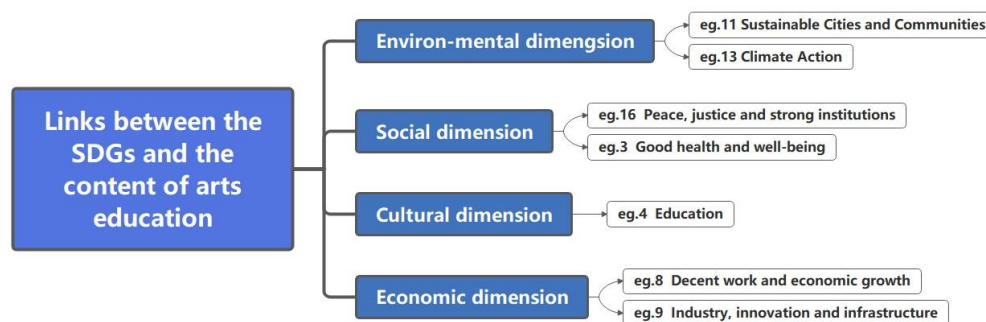 Links between the
SDGs and the
content of arts
education
Environ-mental dimengsion
eg.11 Sustainable Cities and Communities
eg.13 Climate Action
Social dimension
eg.16 Peace, justice and strong institutions
eg.3 Good health and well-being
Cultural dimension
eg.4 Education
Economic dimension
eg.8 Decent work and economic growth
eg.9 Industry, innovation and infrastructure